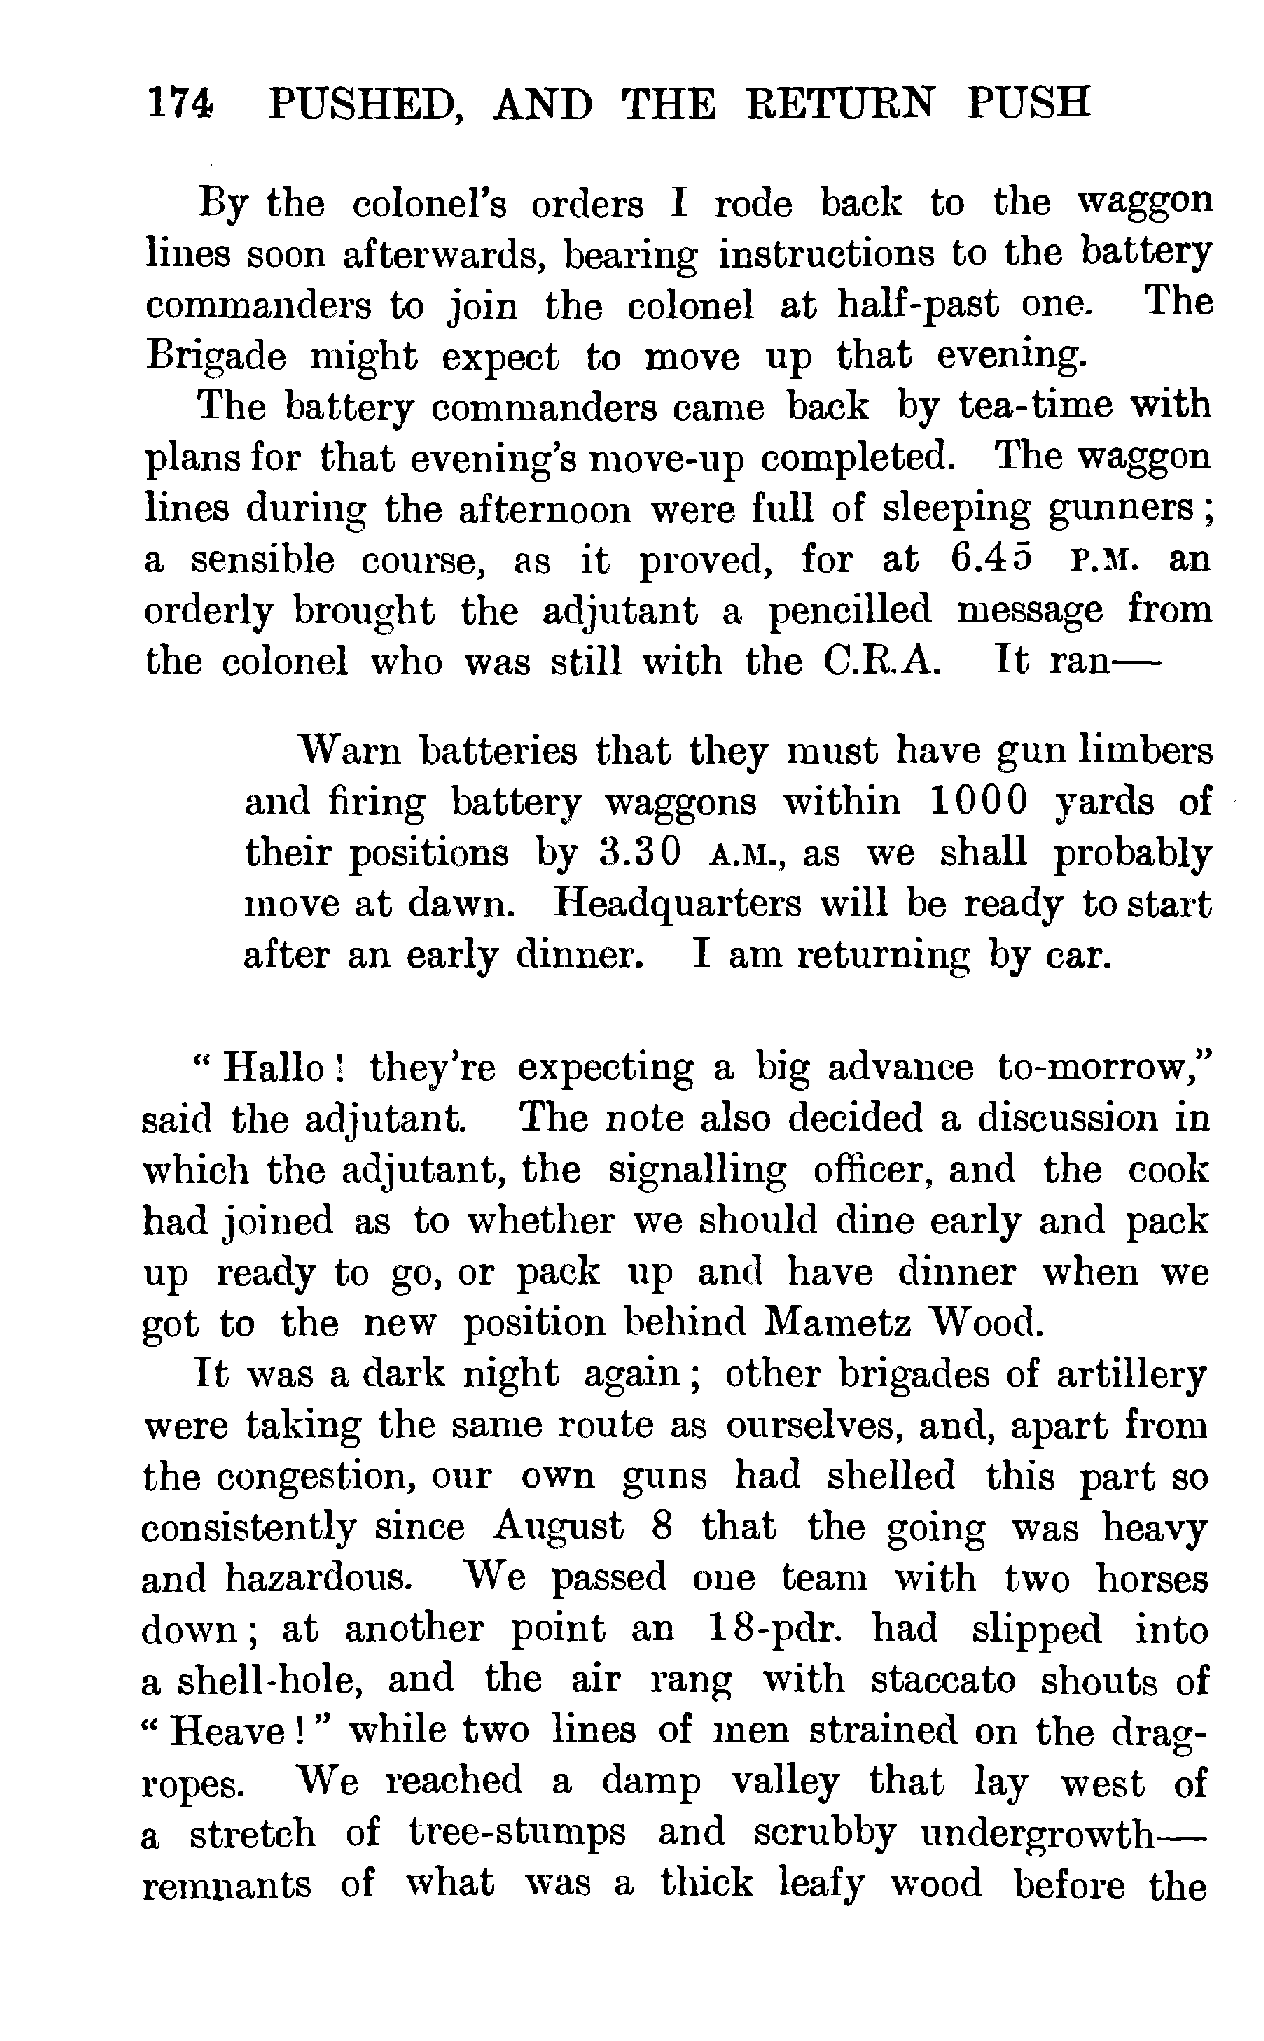 174 PUSHED, AND THE RETURN PUSH
By the colonel's orders I rode back to the waggon
lines soon afterwards, bearing instructions to the battery
commanders to join the colonel at half-past one. The
Brigade might expect to move up that evening.
The battery commanders came back by tea-time with
plans for that evening's move-up completed. The waggon
lines during the afternoon were full of sleeping gunners ;
a sensible course, as it proved, for at 6.45 P.M. an
orderly brought the adjutant a pencilled message from
the colonel who was still with the C.R.A. It ran—
Warn batteries that they must have gun limbers
and firing battery waggons within 1000 yards of
their positions by 3.30 A.M., as we shall probably
move at dawn. Headquarters will be ready to start
after an early dinner. I am returning by car.
" Hallo ! they're expecting a big advance to-morrow,"
said the adjutant. The note also decided a discussion in
which the adjutant, the signalling officer, and the cook
had joined as to whether we should dine early and pack
up ready to go, or pack up and have dinner when we
got to the new position behind Mametz Wood.
It was a dark night again ; other brigades of artillery
were taking the same route as ourselves, and, apart from
the congestion, our own guns had shelled this part so
consistently since August 8 that the going was heavy
and hazardous. We passed one team with two horses
down ; at another point an 18-pdr. had slipped into
a shell-hole, and the air rang with staccato shouts of
" Heave ! " while two lines of men strained on the drag-
ropes. We reached a damp valley that lay west of
a stretch of tree-stumps and scrubby undergrowth—
remnants of what was a thick leafy wood before the